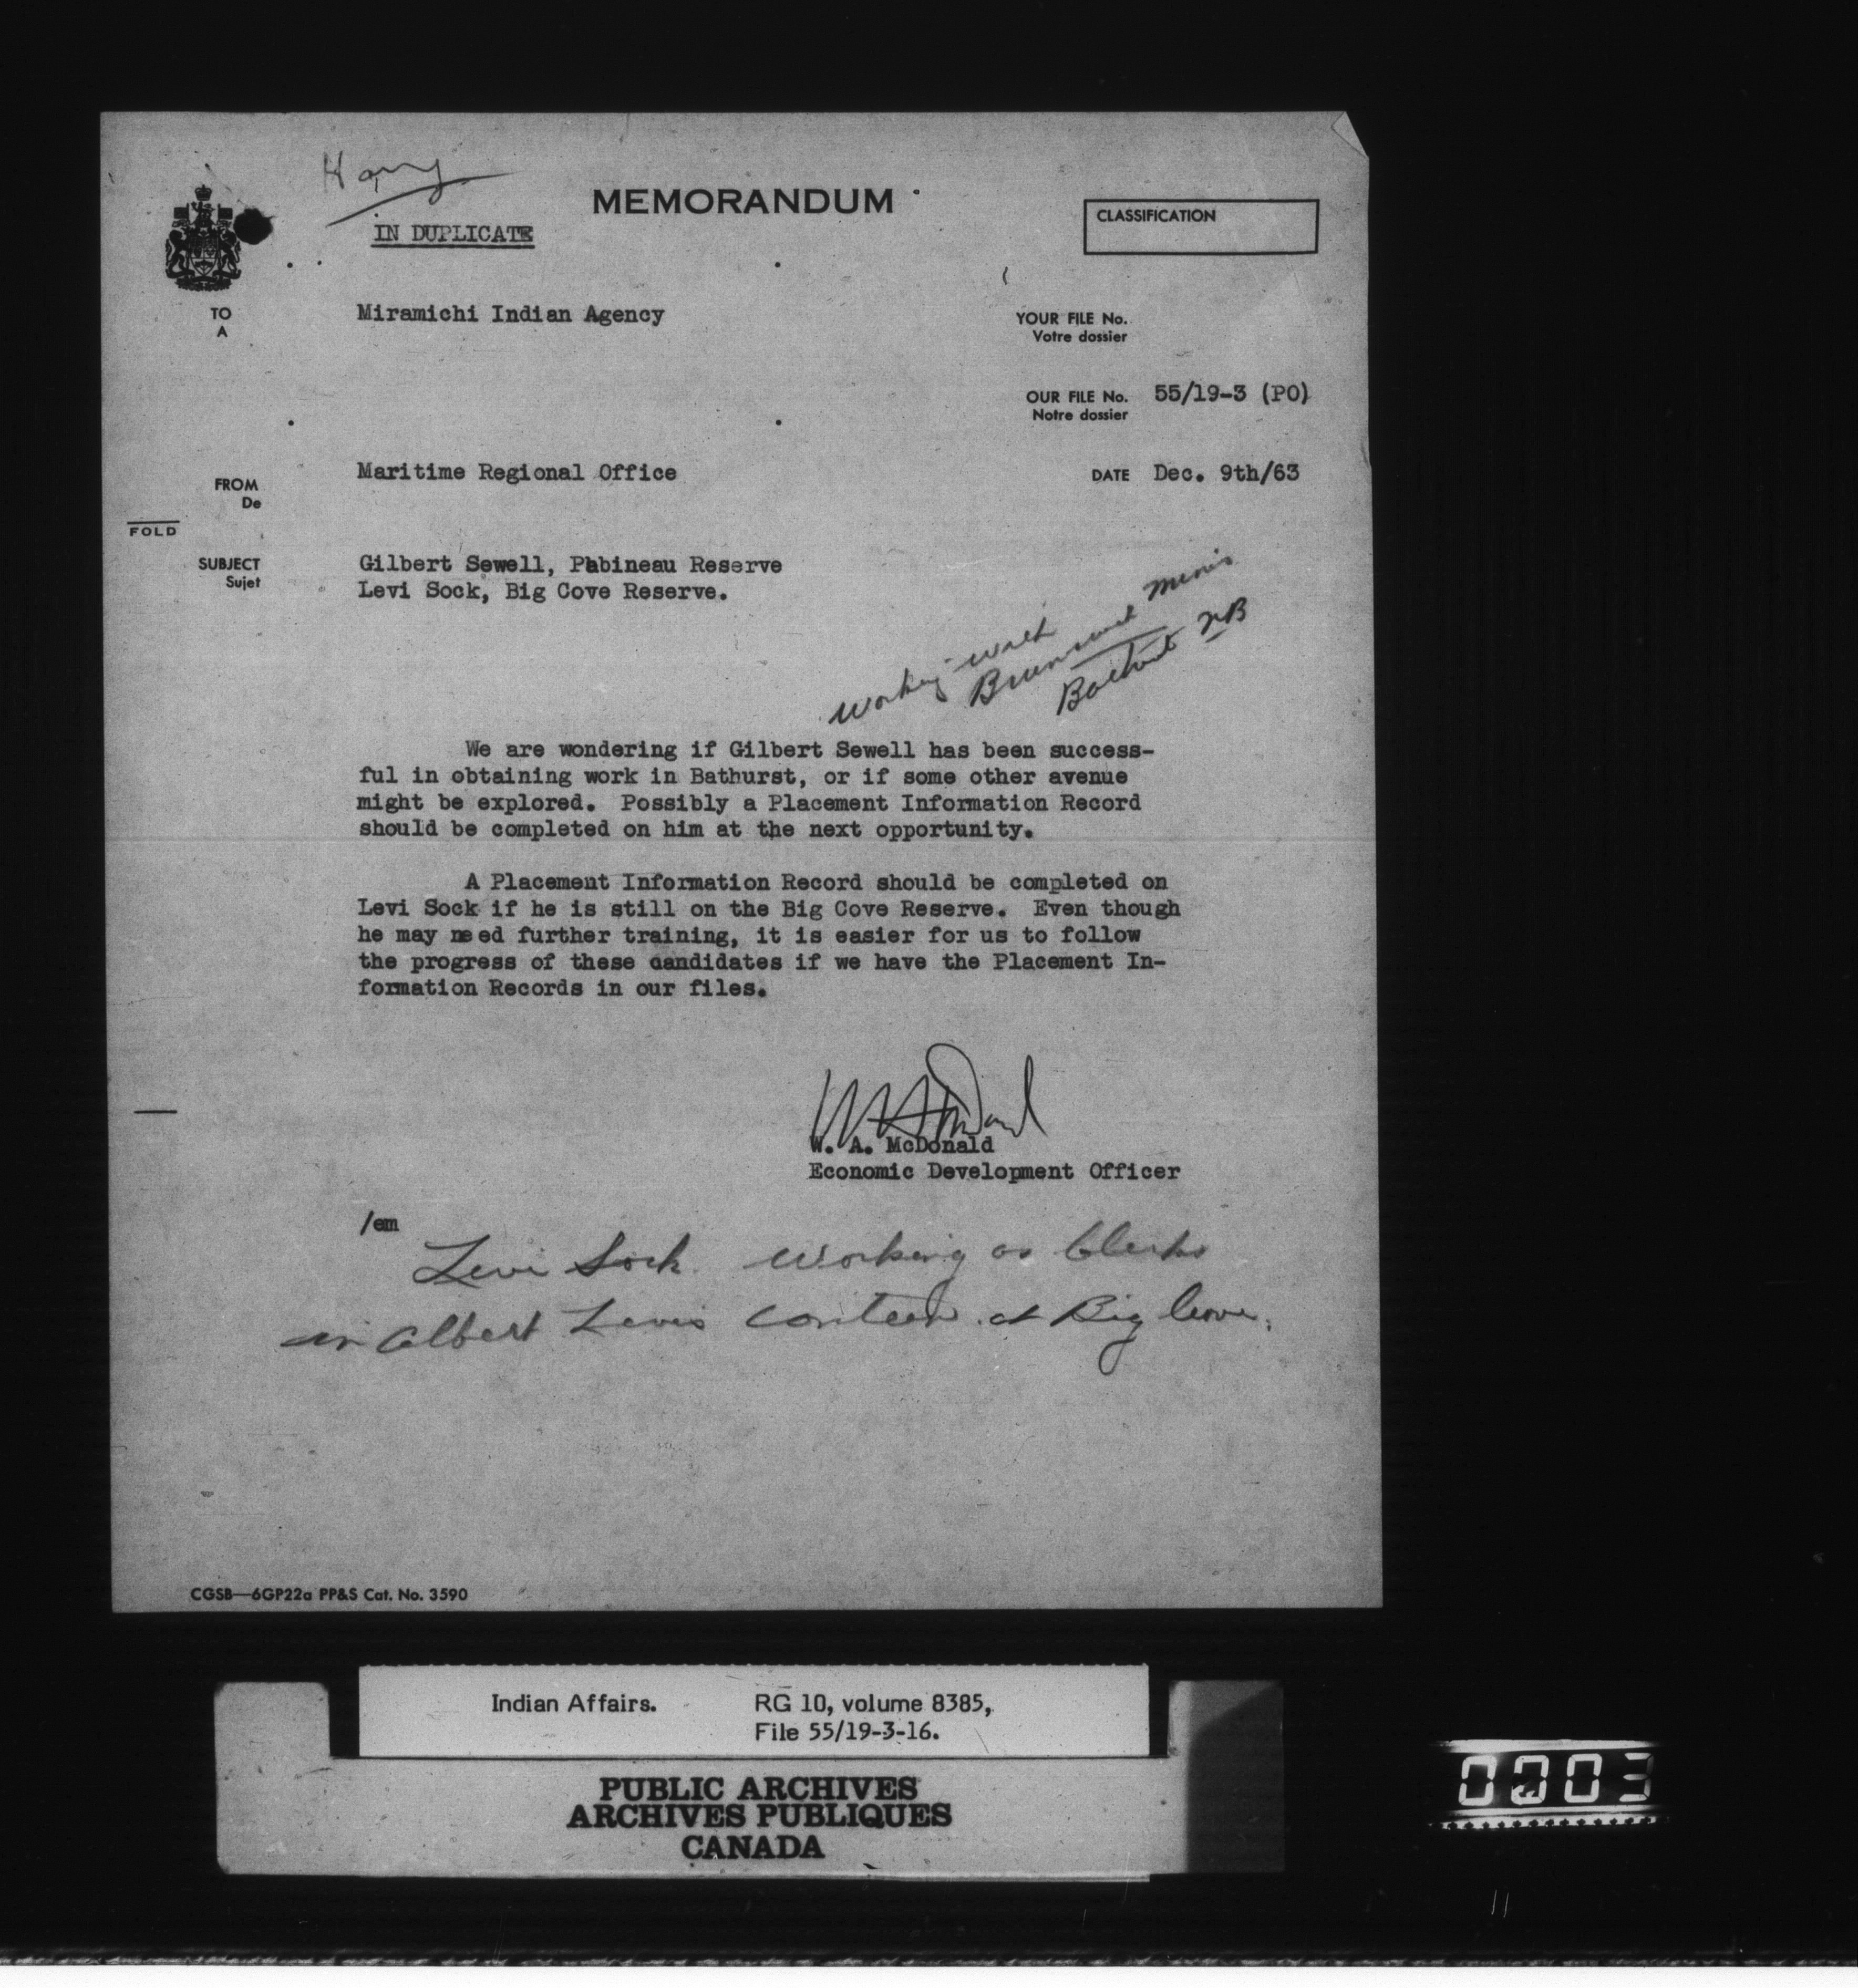 Harry
MEMORANDUM
IN DUPLICATE
CLASSIFICATION
TO
A
Miramichi Indian Agency
YOUR FILE No.
Votre dossier
OUR FILE No. 55/19-3 (PO)
Notre dossier
FROM
De
Maritime Regional Office
DATE Dec. 9th/63
FOLD
SUBJECT
Sujet
Gilbert Sewell, Pabineau Reserve
Levi Sock, Big Cove Reserve.
Working with
Brunswick Mines
Bathurst NB
We are wondering if Gilbert Sewell has been success-
ful in obtaining work in Bathurst, or if some other avenue
might be explored. Possibly a Placement Information Record
should be completed on him at the next opportunity.
A Placement Information Record should be completed on
Levi Sock if he is still on the Big Cove Reserve. Even though
he may need further training, it is easier for us to follow
the progress of these candidates if we have the Placement In-
formation Records in our files.
W. A. McDonald
Economic Development Officer
/em
Levi Sock working as Clerks
in Albert Levis Canteen at Big Cove.
CGSB—6GP22a PP&S Cat. No. 3590
Indian Affairs. RG 10, volume 8385,
File 55/19-3-16.
PUBLIC ARCHIVES
ARCHIVES PUBLIQUES
CANADA
0003